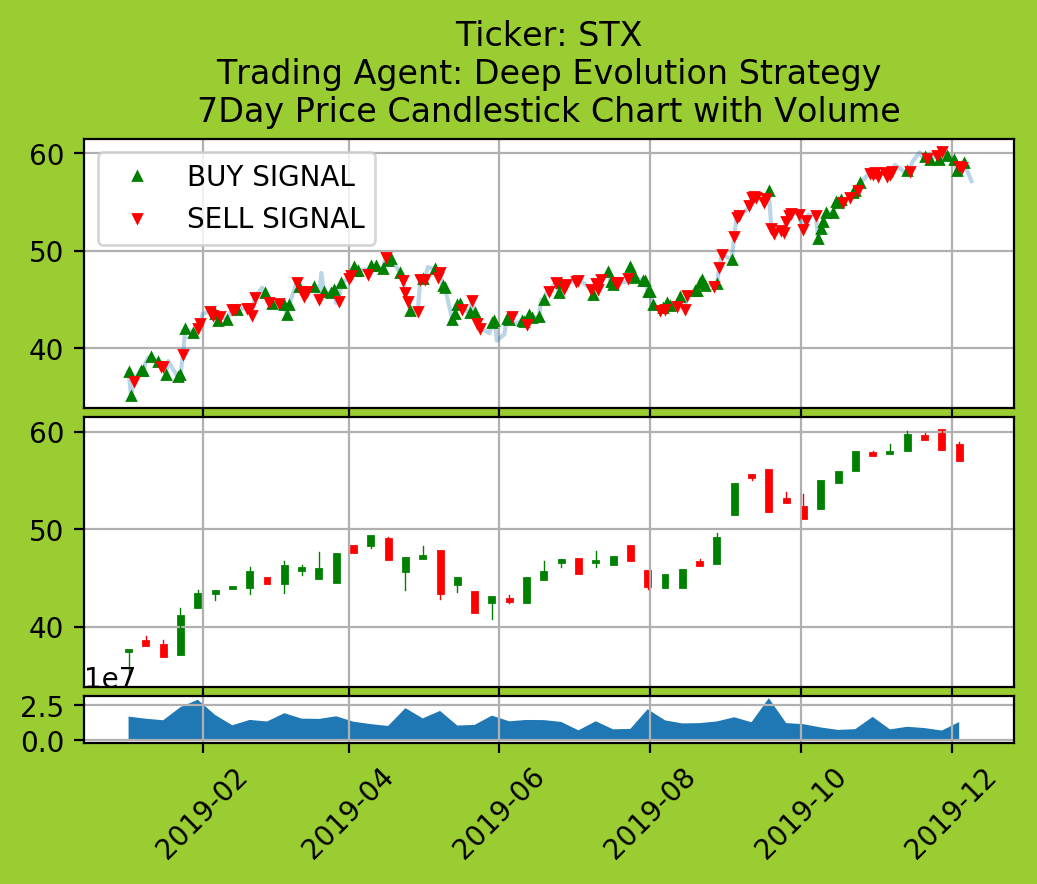 Ticker: STX
Trading Agent: Deep Evolution Strategy
7Day Price Candlestick Chart with Volume
60
50
40
BUY SIGNAL
SELL SIGNAL
60
50
40
1e7
2.5
0.0
2019-02
2019-04
2019-06
2019-08
2019-10
2019-12